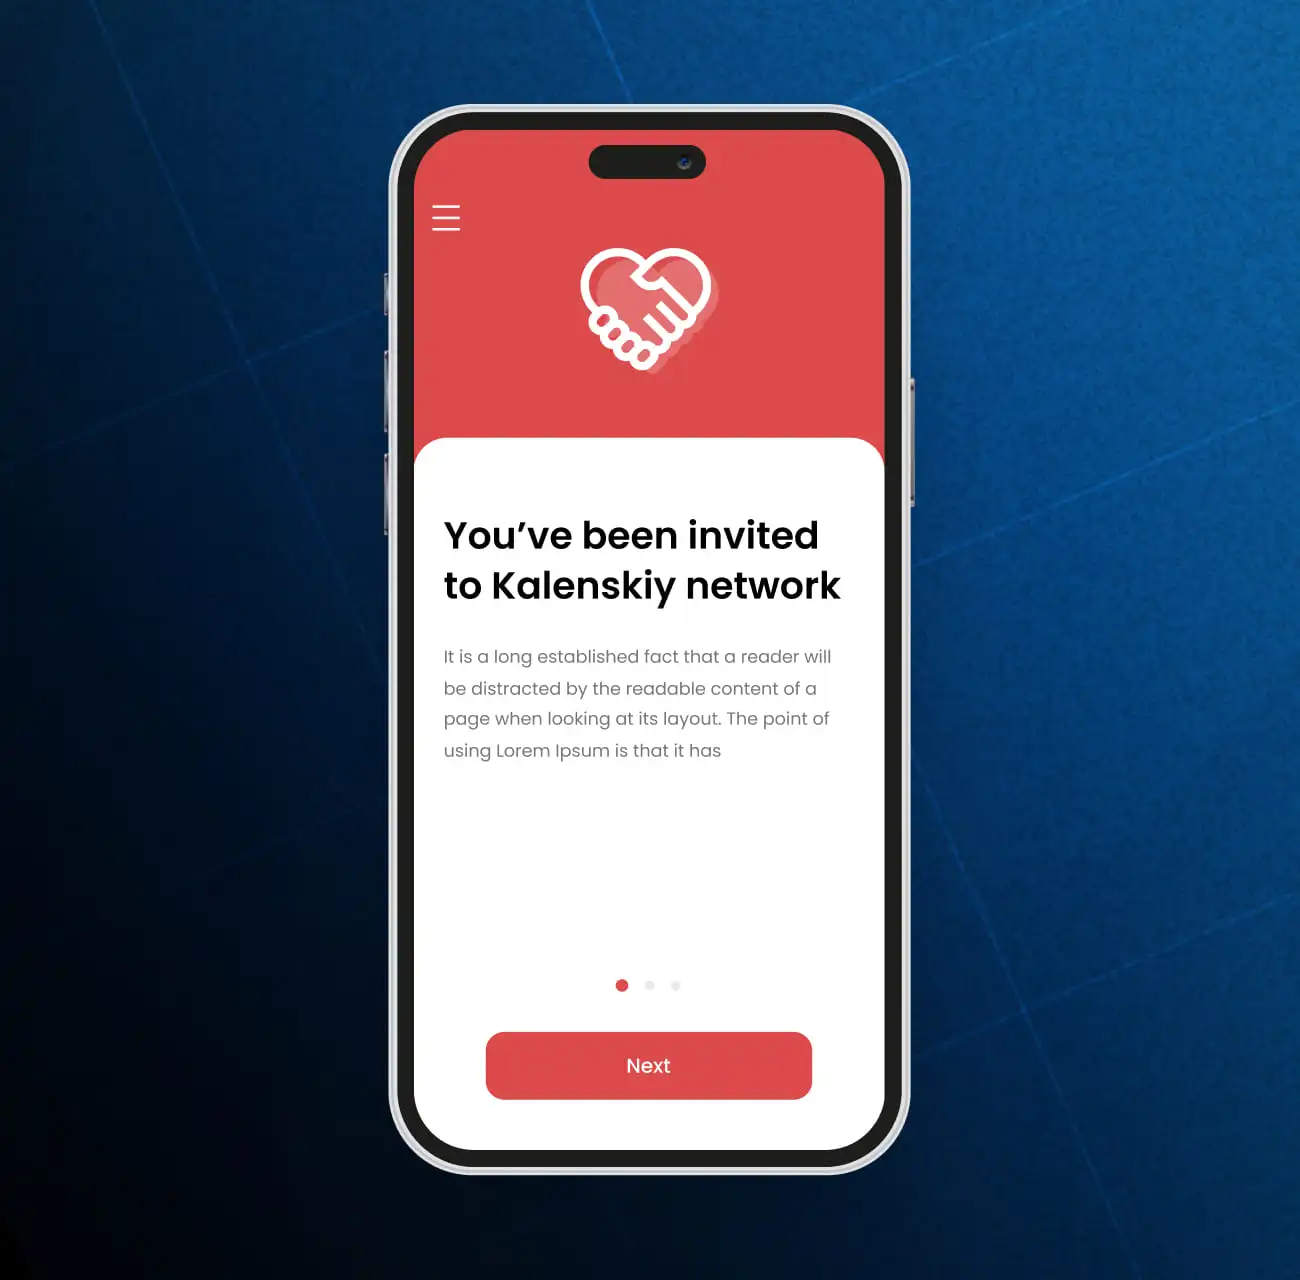 You’ve been invited
to Kalenskiy network
It is a long established fact that a reader will
be distracted by the readable content of a
page when looking at its layout. The point of
using Lorem Ipsum is that it has
Next